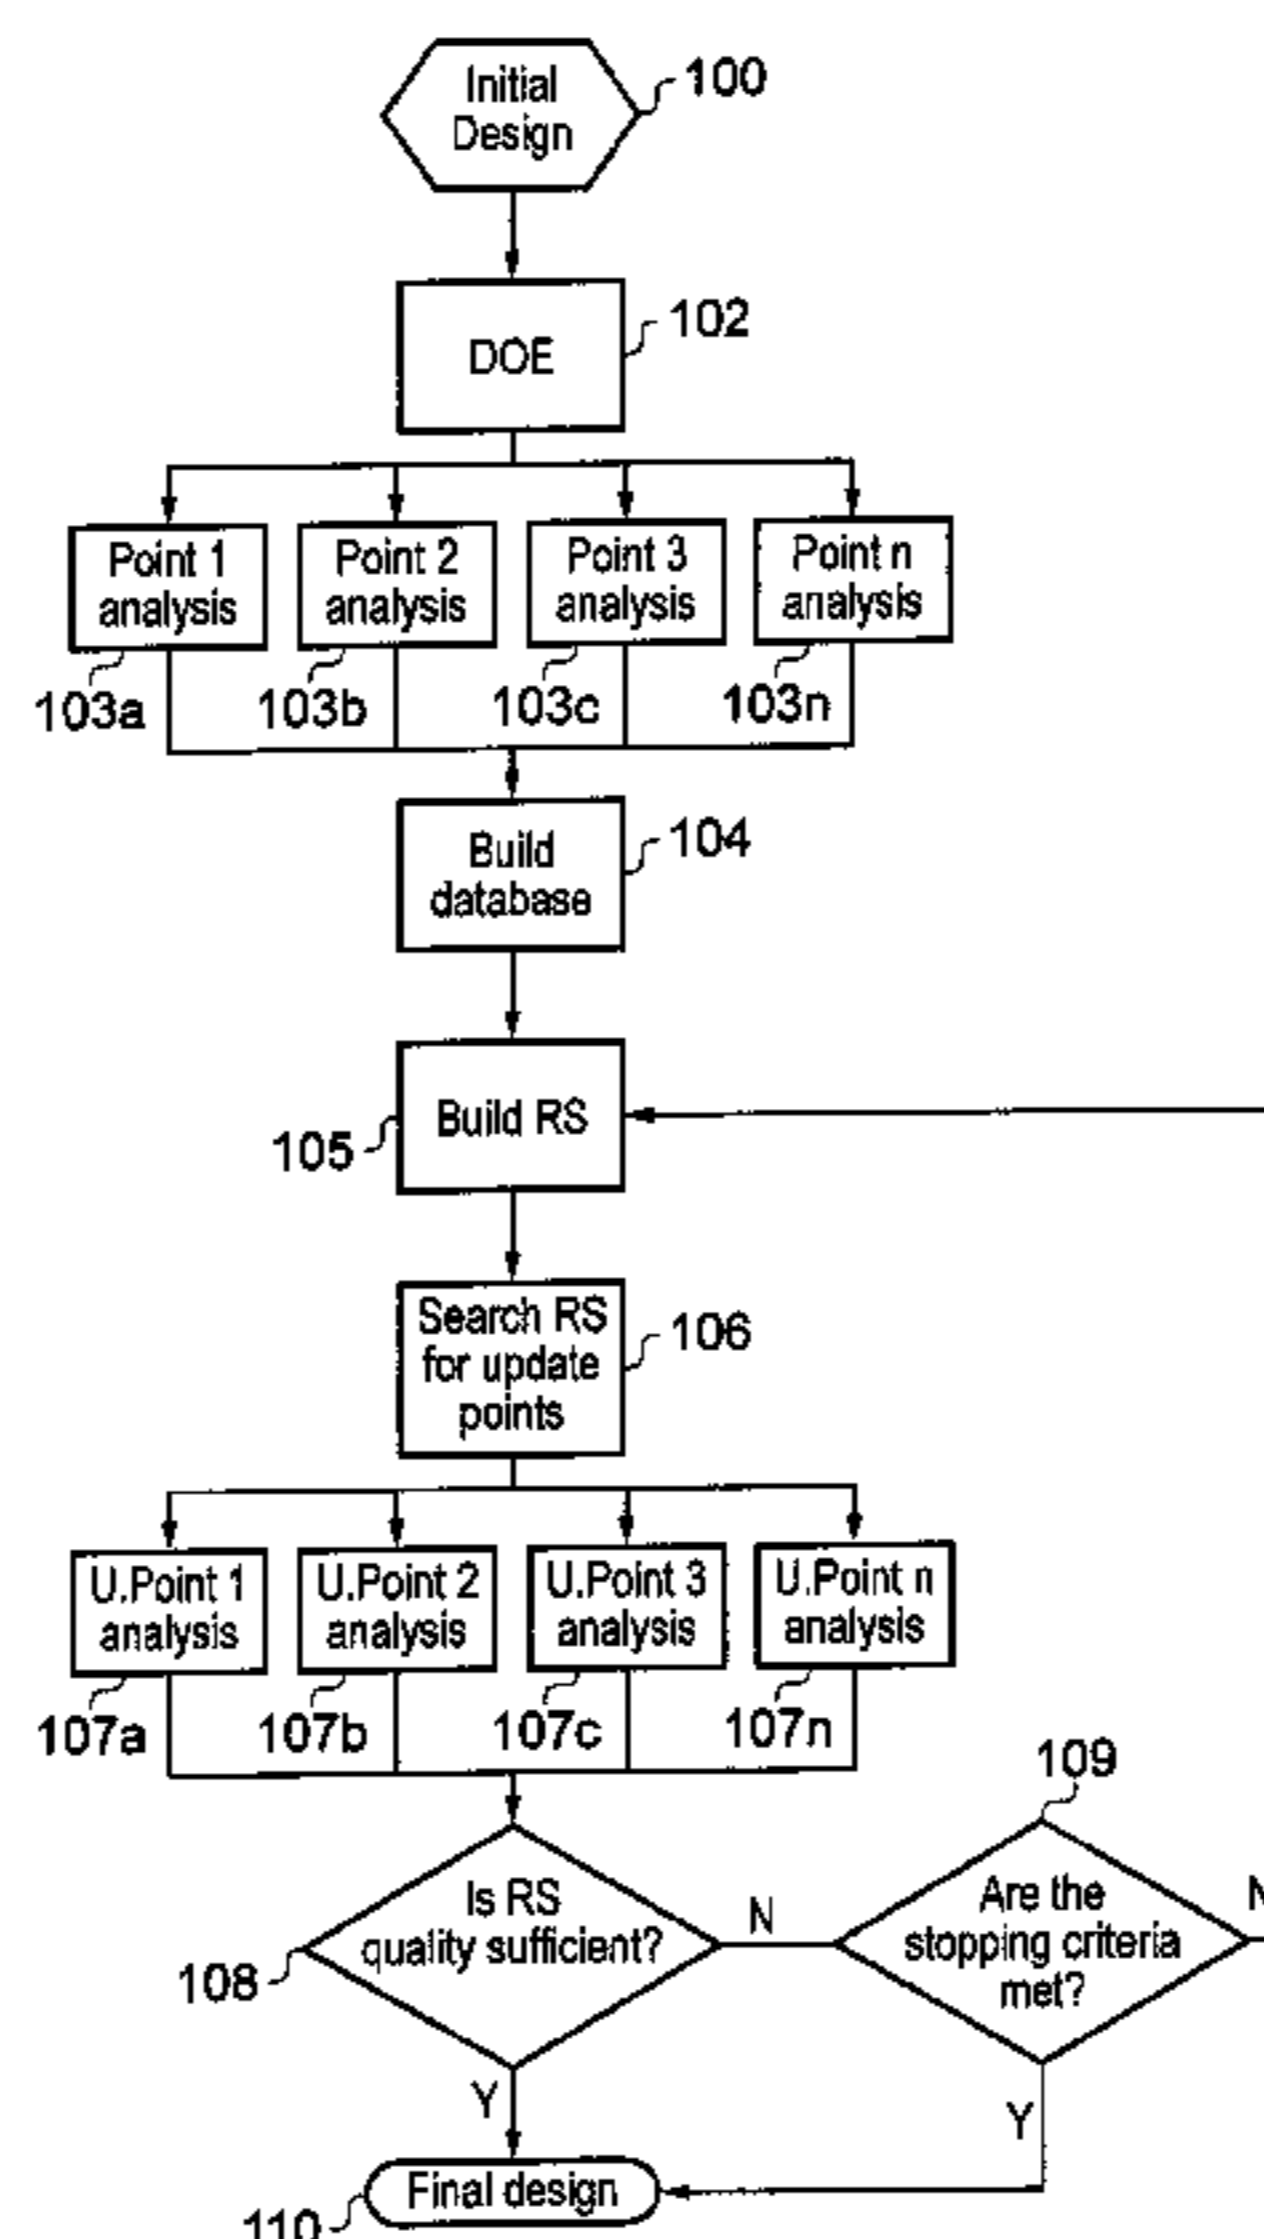 Initial
Design
100
DOE
102
Point 1
analysis
Point 2
analysis
Point 3
analysis
Point n
analysis
103a
103b
103c
103n
Build
database
104
Build RS
105
Search RS
for update
points
106
U.Point 1
analysis
U.Point 2
analysis
U.Point 3
analysis
U.Point n
analysis
107a
107b
107c
107n
109
Is RS
quality sufficient?
108
N
Are the
stopping criteria
met?
N
Y
Y
Final design
110